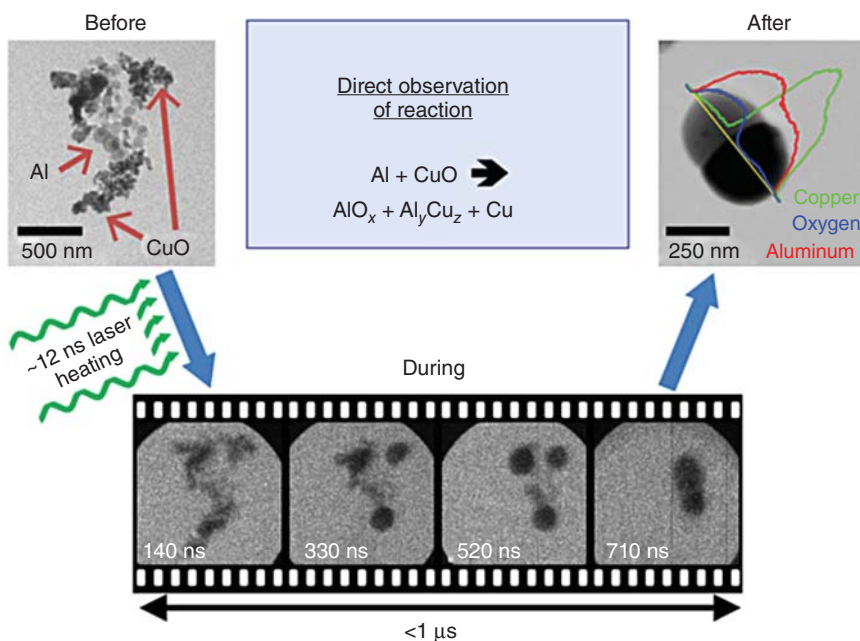 Before
After
Direct observation
of reaction
Al + CuO
AlOₓ + Al_yCu_z + Cu
Al
CuO
500 nm
Copper
Oxygen
Aluminum
250 nm
~12 ns laser
heating
During
140 ns
330 ns
520 ns
710 ns
<1 μs